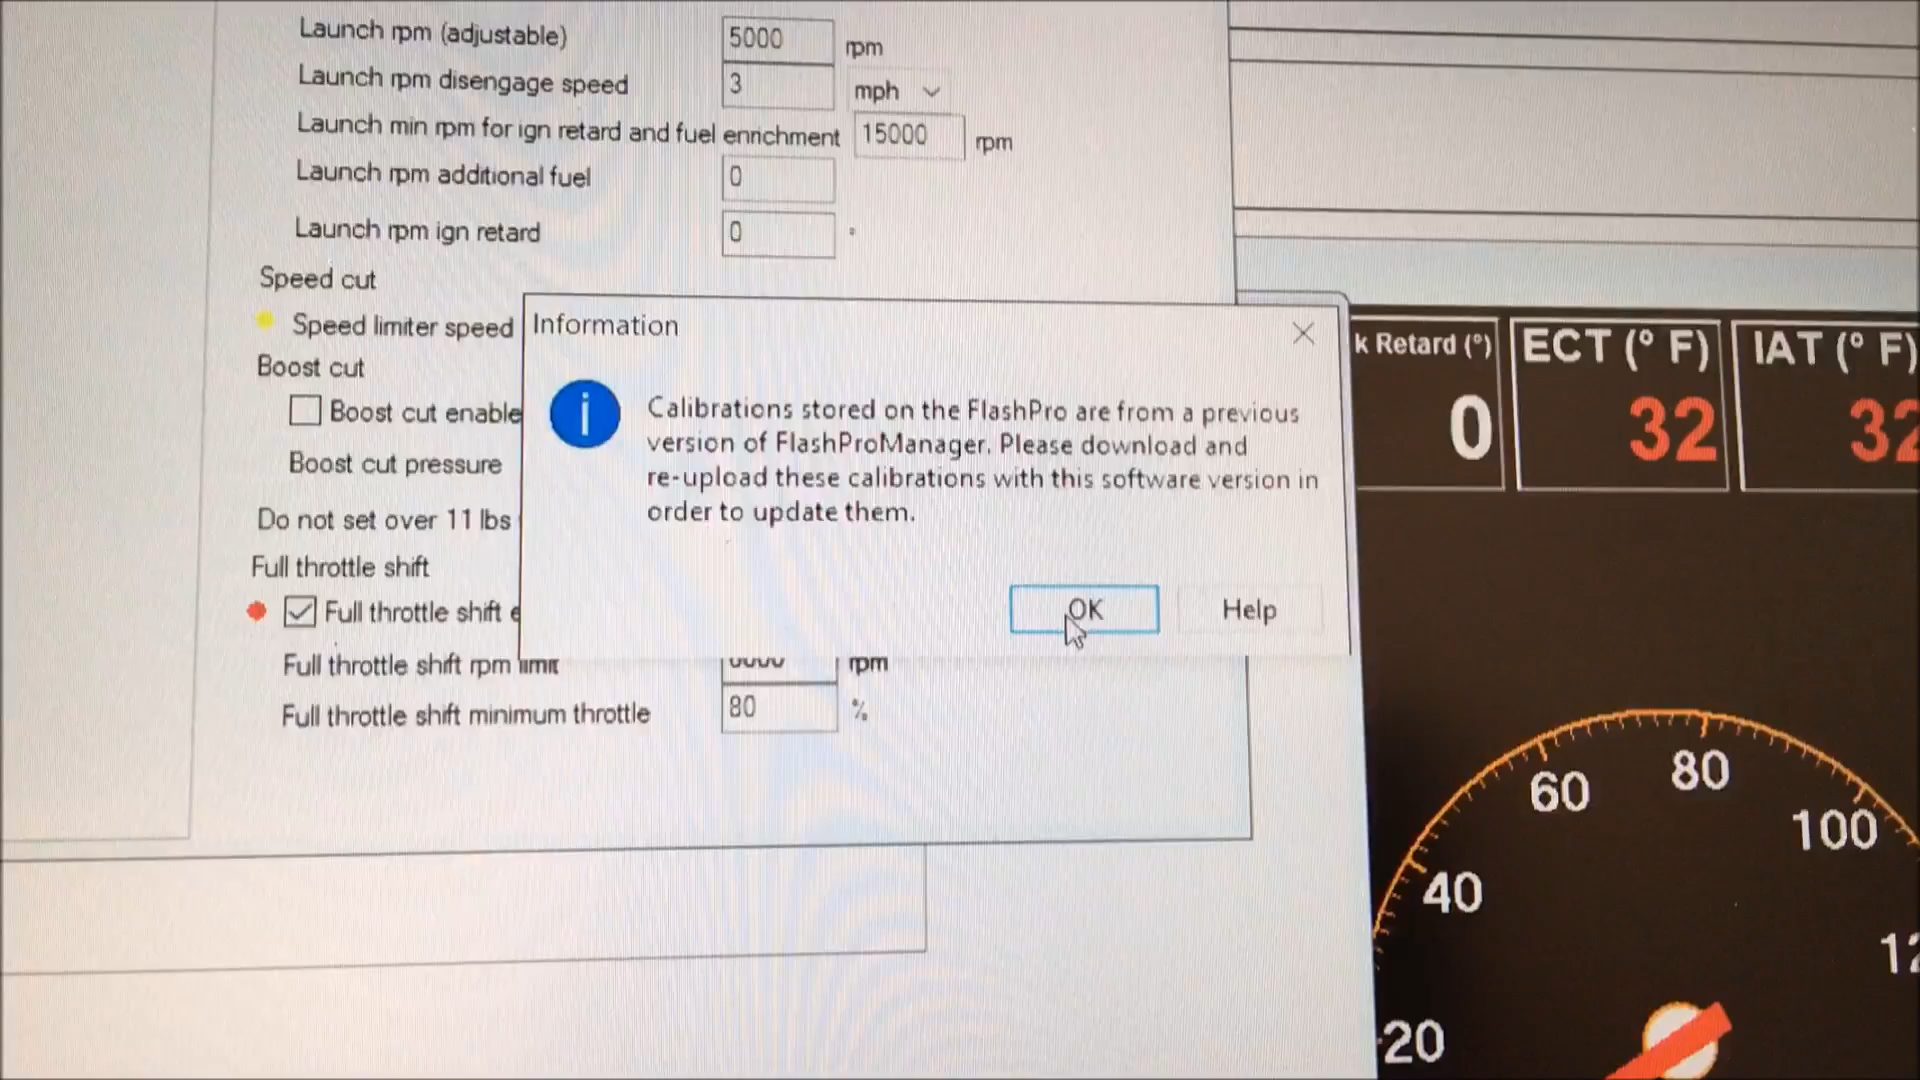 Launch rpm (adjustable) 5000 rpm
Launch rpm disengage speed 3 mph
Launch min rpm for ign retard and fuel enrichment 15000 rpm
Launch rpm additional fuel 0
Launch rpm ign retard 0 °
Speed cut
Speed limiter speed
Boost cut
Boost cut enable
Boost cut pressure
Do not set over 11 lbs
Full throttle shift
Full throttle shift e
Full throttle shift rpm limit rpm
Full throttle shift minimum throttle 80 %
Information
Calibrations stored on the FlashPro are from a previous
version of FlashProManager. Please download and
re-upload these calibrations with this software version in
order to update them.
OK Help
k Retard (°) ECT (° F) IAT (° F)
0 32 32
20
40
60
80
100
12